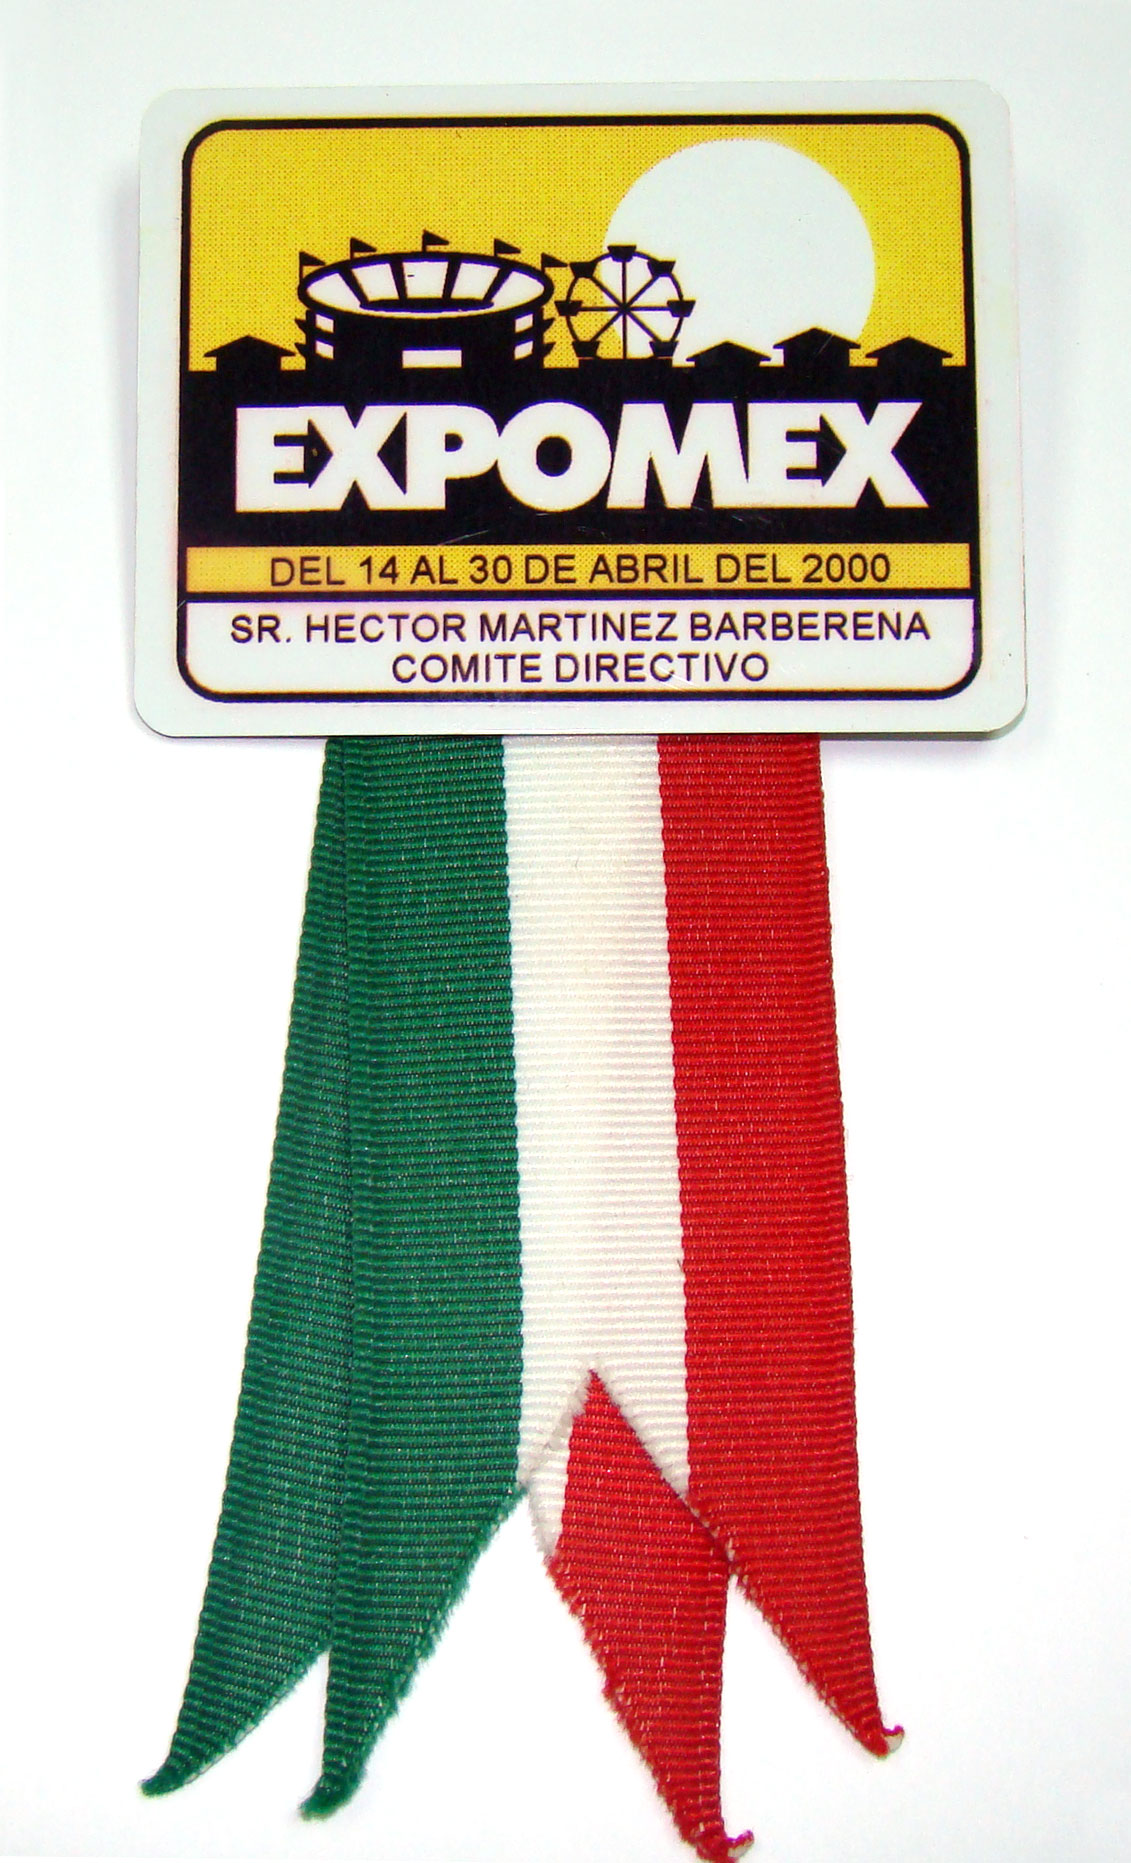 EXPOMEX
DEL 14 AL 30 DE ABRIL DEL 2000
SR. HECTOR MARTINEZ BARBERENA
COMITE DIRECTIVO